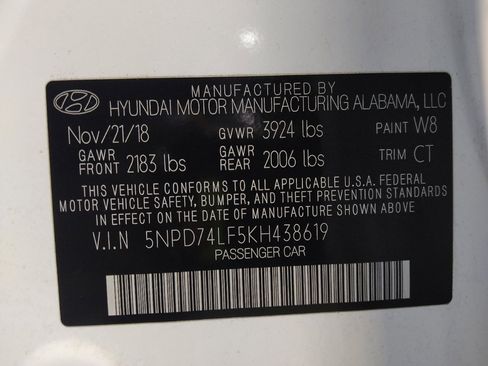 MANUFACTURED BY
HYUNDAI MOTOR MANUFACTURING ALABAMA, LLC
Nov/21/18 GVWR 3924 lbs PAINT W8
GAWR FRONT 2183 lbs GAWR REAR 2006 lbs TRIM CT
THIS VEHICLE CONFORMS TO ALL APPLICABLE U.S.A. FEDERAL
MOTOR VEHICLE SAFETY, BUMPER, AND THEFT PREVENTION STANDARDS
IN EFFECT ON THE DATE OF MANUFACTURE SHOWN ABOVE.
V.I.N 5NPD74LF5KH438619
PASSENGER CAR